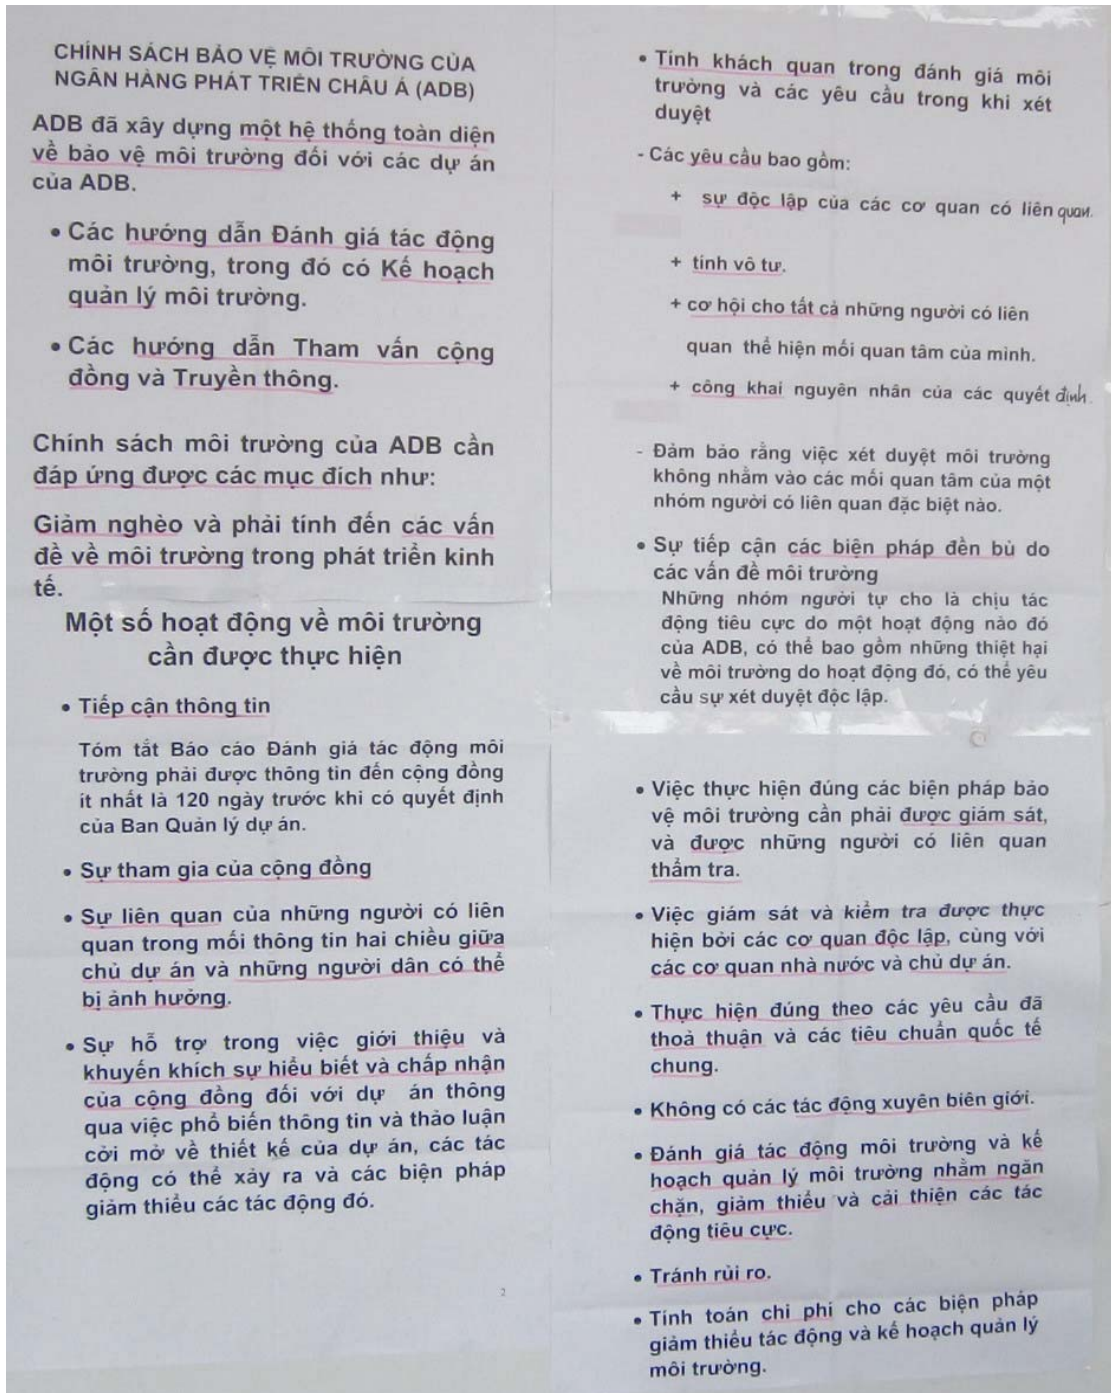 CHÍNH SÁCH BẢO VỆ MÔI TRƯỜNG CỦA
NGÂN HÀNG PHÁT TRIỂN CHÂU Á (ADB)
ADB đã xây dựng một hệ thống toàn diện
về bảo vệ môi trường đối với các dự án
của ADB.
• Các hướng dẫn Đánh giá tác động
môi trường, trong đó có Kế hoạch
quản lý môi trường.
• Các hướng dẫn Tham vấn cộng
đồng và Truyền thông.
Chính sách môi trường của ADB cần
đáp ứng được các mục đích như:
Giảm nghèo và phải tính đến các vấn
đề về môi trường trong phát triển kinh
tế.
Một số hoạt động về môi trường
cần được thực hiện
• Tiếp cận thông tin
Tóm tắt Báo cáo Đánh giá tác động môi
trường phải được thông tin đến cộng đồng
ít nhất là 120 ngày trước khi có quyết định
của Ban Quản lý dự án.
• Sự tham gia của cộng đồng
• Sự liên quan của những người có liên
quan trong mối thông tin hai chiều giữa
chủ dự án và những người dân có thể
bị ảnh hưởng.
• Sự hỗ trợ trong việc giới thiệu và
khuyến khích sự hiểu biết và chấp nhận
của cộng đồng đối với dự án thông
qua việc phổ biến thông tin và thảo luận
cởi mở về thiết kế của dự án, các tác
động có thể xảy ra và các biện pháp
giảm thiểu các tác động đó.
2
• Tính khách quan trong đánh giá môi
trường và các yêu cầu trong khi xét
duyệt
- Các yêu cầu bao gồm:
+ sự độc lập của các cơ quan có liên quan.
+ tính vô tư.
+ cơ hội cho tất cả những người có liên
quan thể hiện mối quan tâm của mình.
+ công khai nguyên nhân của các quyết định.
- Đảm bảo rằng việc xét duyệt môi trường
không nhằm vào các mối quan tâm của một
nhóm người có liên quan đặc biệt nào.
• Sự tiếp cận các biện pháp đền bù do
các vấn đề môi trường
Những nhóm người tự cho là chịu tác
động tiêu cực do một hoạt động nào đó
của ADB, có thể bao gồm những thiệt hại
về môi trường do hoạt động đó, có thể yêu
cầu sự xét duyệt độc lập.
• Việc thực hiện đúng các biện pháp bảo
vệ môi trường cần phải được giám sát,
và được những người có liên quan
thẩm tra.
• Việc giám sát và kiểm tra được thực
hiện bởi các cơ quan độc lập, cùng với
các cơ quan nhà nước và chủ dự án.
• Thực hiện đúng theo các yêu cầu đã
thoả thuận và các tiêu chuẩn quốc tế
chung.
• Không có các tác động xuyên biên giới.
• Đánh giá tác động môi trường và kế
hoạch quản lý môi trường nhằm ngăn
chặn, giảm thiểu và cải thiện các tác
động tiêu cực.
• Tránh rủi ro.
• Tính toán chi phí cho các biện pháp
giảm thiểu tác động và kế hoạch quản lý
môi trường.